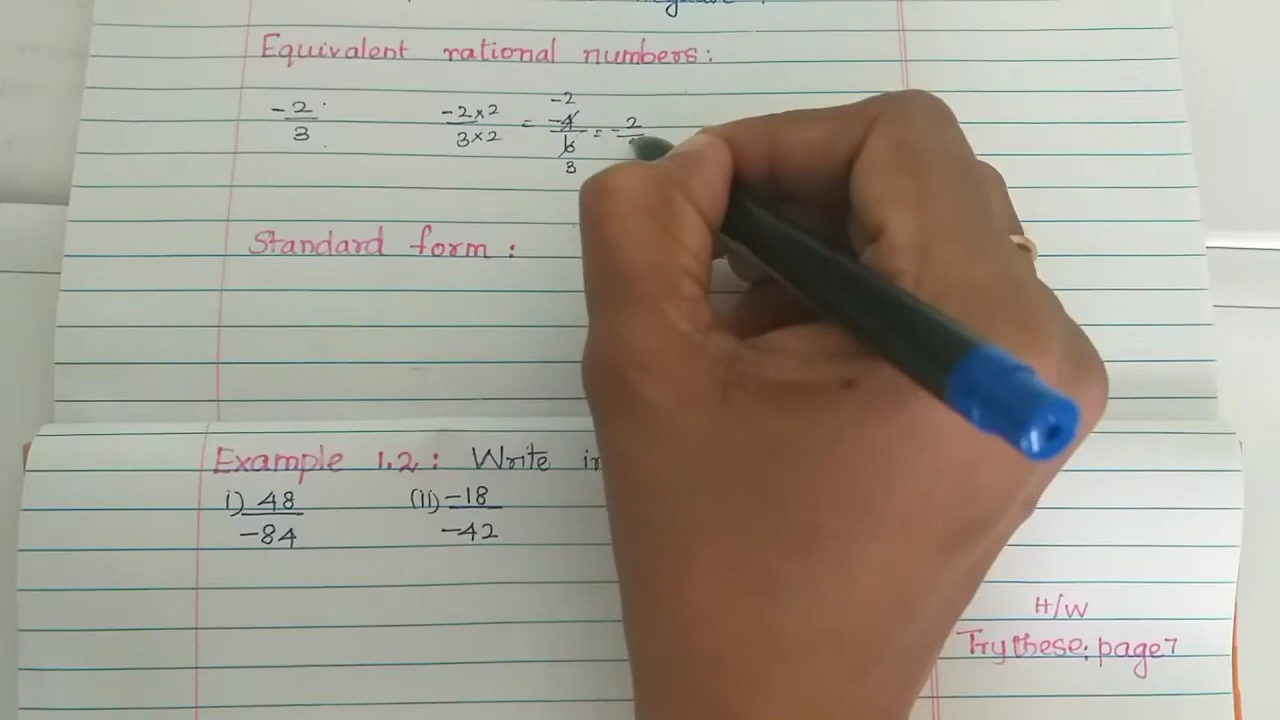 Equivalent rational numbers:
-2/3 -2×2/3×2 = -2 -4/6 3 = -2
Standard form:
Example 1.2: Write in
i) 48/-84 (ii) -18/-42
H/W
Try these: page 7